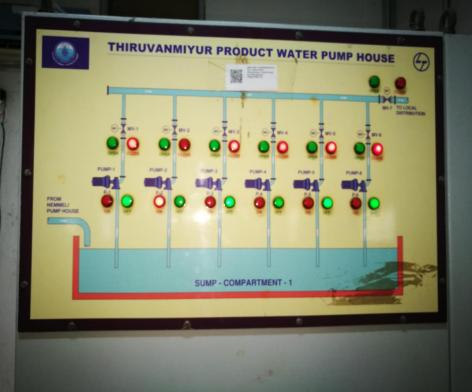 THIRUVANMIYUR PRODUCT WATER PUMP HOUSE
MV-7
TO LOCAL
DISTRIBUTION
MV-1
MV-2
MV-4
MV-5
MV-6
PUMP-1
PUMP-2
PUMP-3
PUMP-4
PUMP-5
PUMP-6
FROM
NEMMELI
PUMP HOUSE
SUMP - COMPARTMENT - 1